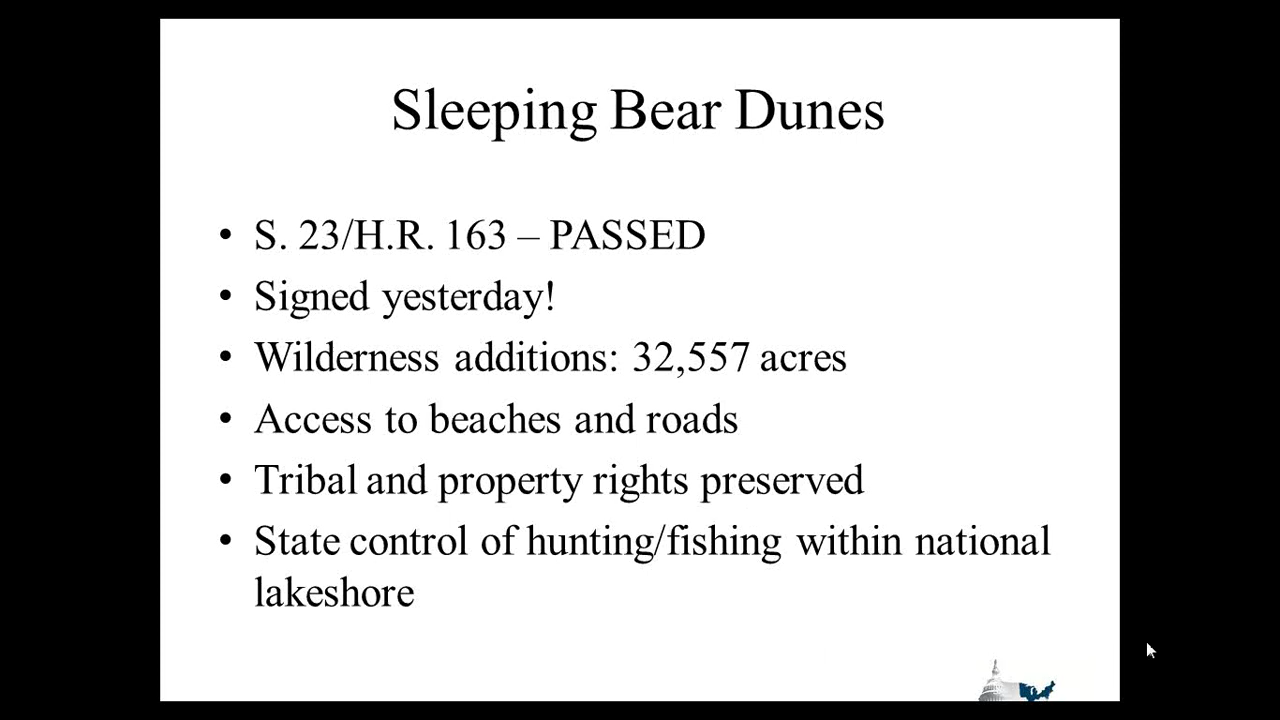 Sleeping Bear Dunes
• S. 23/H.R. 163 – PASSED
• Signed yesterday!
• Wilderness additions: 32,557 acres
• Access to beaches and roads
• Tribal and property rights preserved
• State control of hunting/fishing within national
lakeshore